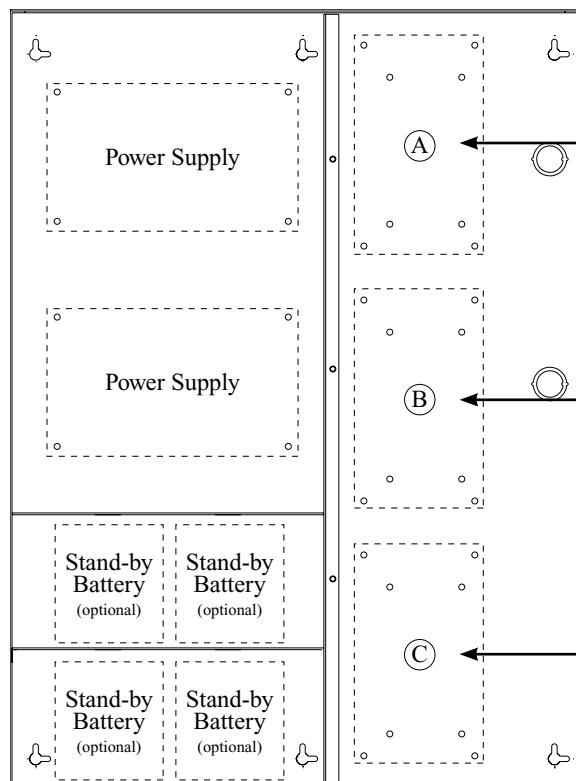 Power Supply
A
Power Supply
B
Stand-by
Battery
(optional)
Stand-by
Battery
(optional)
C
Stand-by
Battery
(optional)
Stand-by
Battery
(optional)